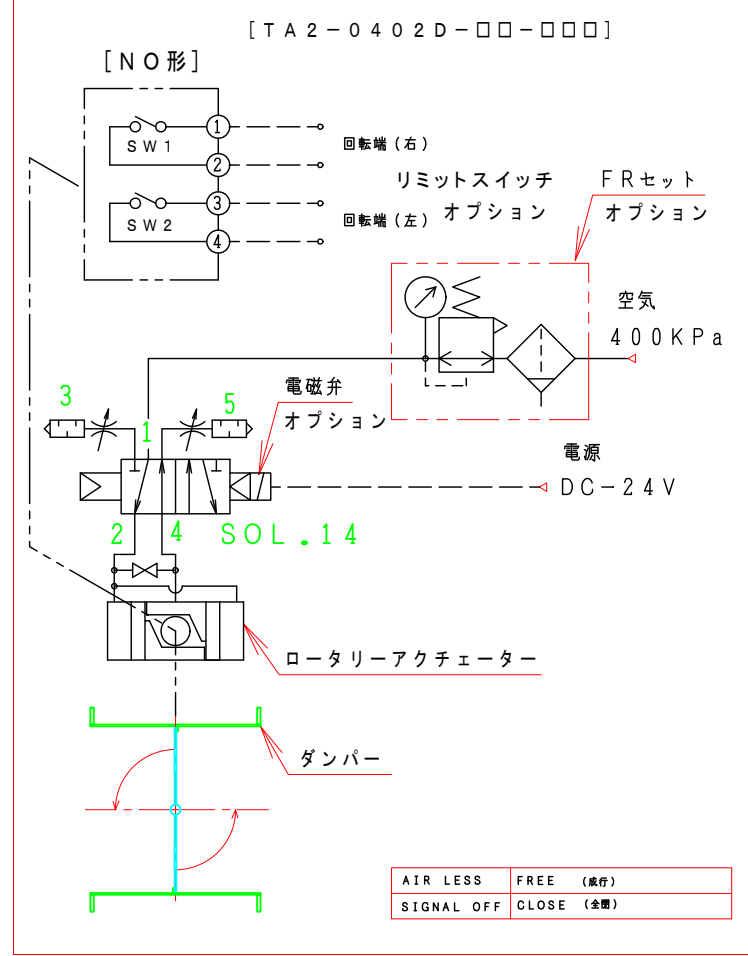 [TA2-0402D-□□-□□□]
[NO形]
1
SW1
2
回転端(右)
3
SW2
4
回転端(左)
リミットスイッチ
オプション
FRセット
オプション
空気
400KPa
電磁弁
オプション
3
1
5
電源
DC-24V
2
4
SOL.14
ロータリーアクチェーター
ダンパー
AIR LESS FREE (成行)
SIGNAL OFF CLOSE (全閉)